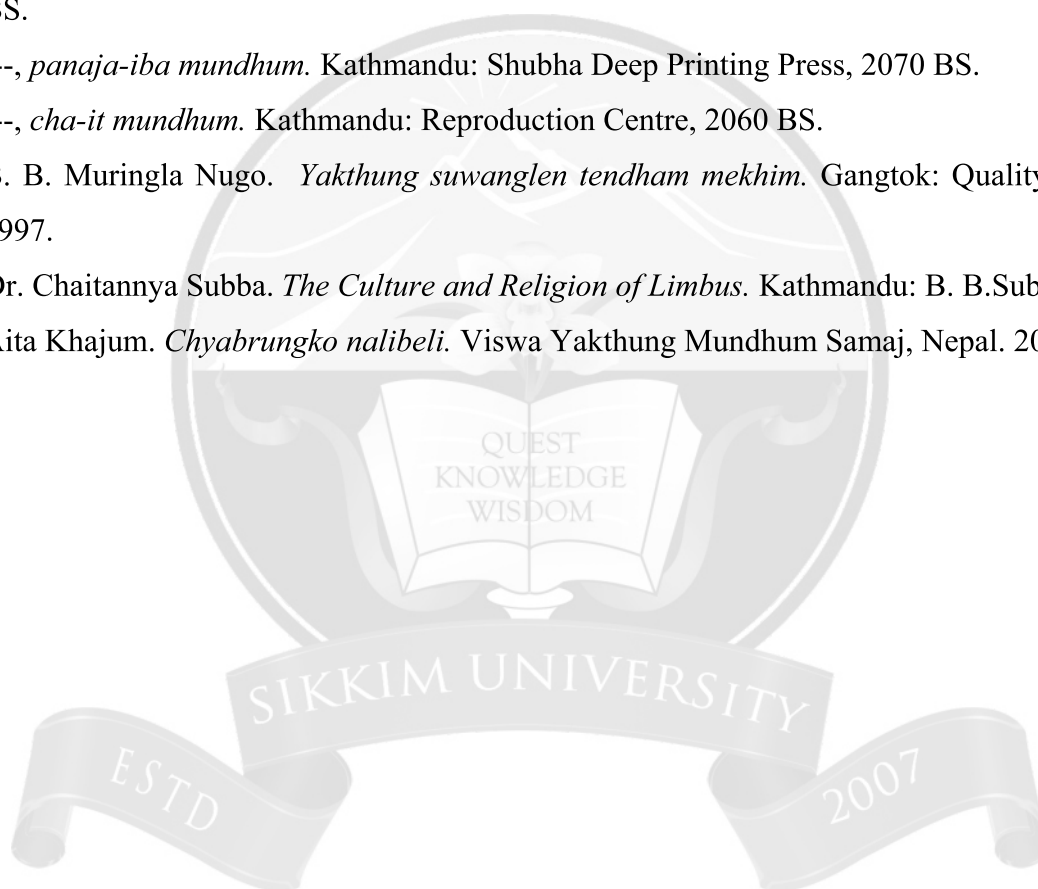 BS.
--, panaja-iba mundhum. Kathmandu: Shubha Deep Printing Press, 2070 BS.
--, cha-it mundhum. Kathmandu: Reproduction Centre, 2060 BS.
B. B. Muringla Nugo. Yakthung suwanglen tendham mekhim. Gangtok: Quality
1997.
Dr. Chaitannya Subba. The Culture and Religion of Limbus. Kathmandu: B. B.Sub
Aita Khajum. Chyabrungko nalibeli. Viswa Yakthung Mundhum Samaj, Nepal. 20
QUEST
KNOWLEDGE
WISDOM
SIKKIM UNIVERSITY
ESTD
2007